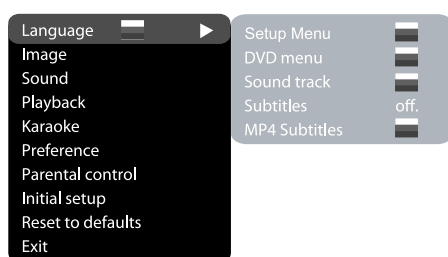 Language
Image
Sound
Playback
Karaoke
Preference
Parental control
Initial setup
Reset to defaults
Exit
Setup Menu
DVD menu
Sound track
Subtitles off.
MP4 Subtitles